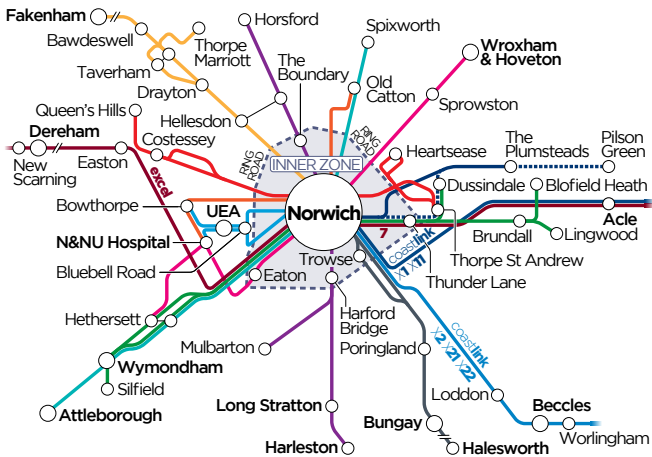 Fakenham
Horsford
Bawdeswell
Thorpe
Marriott
Spixworth
The
Boundary
Wroxham
& Hoveton
Taverham
Drayton
Old
Catton
Sprowston
Queen's Hills
Hellesdon
RING
ROAD
Dereham
Costessey
RING
ROAD
INNER ZONE
Heartsease
The
Plumsteads
Pilson
Green
New
Scarning
Easton
excel
Dussindale
Blofield Heath
Bowthorpe
UEA
Norwich
Acle
7
N&NU Hospital
Brundall
Lingwood
Bluebell Road
Eaton
Trowse
coastlink
X1 X11
Thorpe St Andrew
Thunder Lane
Hethersett
Harford
Bridge
Mulbarton
Poringland
coastlink
X2 X21 X22
Wymondham
Silfield
Loddon
Attleborough
Long Stratton
Bungay
Beccles
Worlingham
Harleston
Halesworth